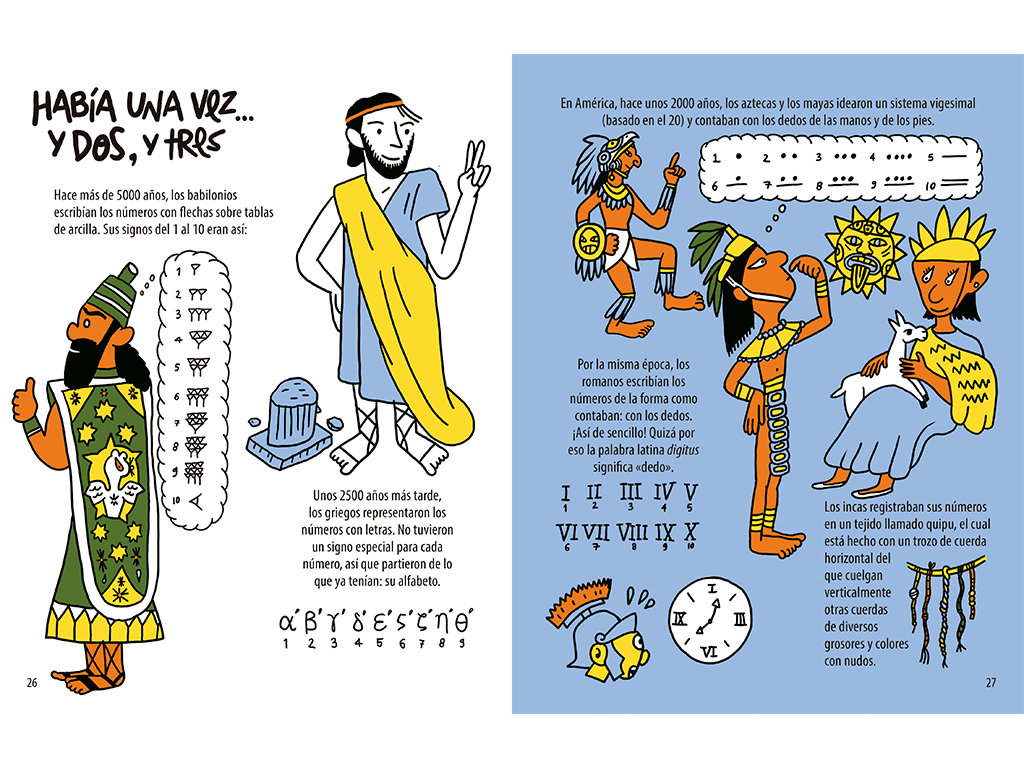 HABÍA UNA VEZ...
Y DOS, Y TRES
Hace más de 5000 años, los babilonios
escribían los números con flechas sobre tablas
de arcilla. Sus signos del 1 al 10 eran así:
1
2
3
4
5
6
7
8
9
10
Unos 2500 años más tarde,
los griegos representaron los
números con letras. No tuvieron
un signo especial para cada
número, así que partieron de lo
que ya tenían: su alfabeto.
α΄ β΄ γ΄ δ΄ ε΄ ς΄ ζ΄ η΄ θ΄
1 2 3 4 5 6 7 8 9
26
En América, hace unos 2000 años, los aztecas y los mayas idearon un sistema vigesimal
(basado en el 20) y contaban con los dedos de las manos y de los pies.
1 • 2 •• 3 ••• 4 •••• 5 —
6 7 8 9 10
Por la misma época, los
romanos escribían los
números de la forma como
contaban: con los dedos.
¡Así de sencillo! Quizá por
eso la palabra latina digitus
significa «dedo».
I II III IV V
1 2 3 4 5
VI VII VIII IX X
6 7 8 9 10
I
IX III
VI
Los incas registraban sus números
en un tejido llamado quipu, el cual
está hecho con un trozo de cuerda
horizontal del
que cuelgan
verticalmente
otras cuerdas
de diversos
grosores y colores
con nudos.
27